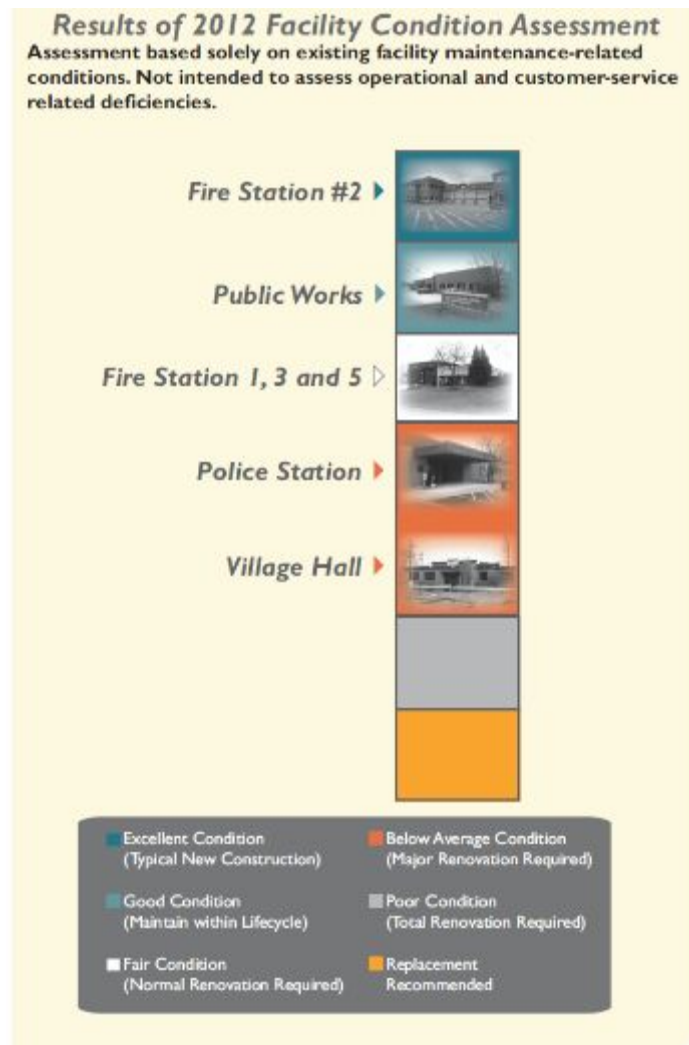 Results of 2012 Facility Condition Assessment
Assessment based solely on existing facility maintenance-related
conditions. Not intended to assess operational and customer-service
related deficiencies.
Fire Station #2
Public Works
Fire Station 1, 3 and 5
Police Station
Village Hall
Excellent Condition
(Typical New Construction)
Good Condition
(Maintain within Lifecycle)
Fair Condition
(Normal Renovation Required)
Below Average Condition
(Major Renovation Required)
Poor Condition
(Total Renovation Required)
Replacement
Recommended